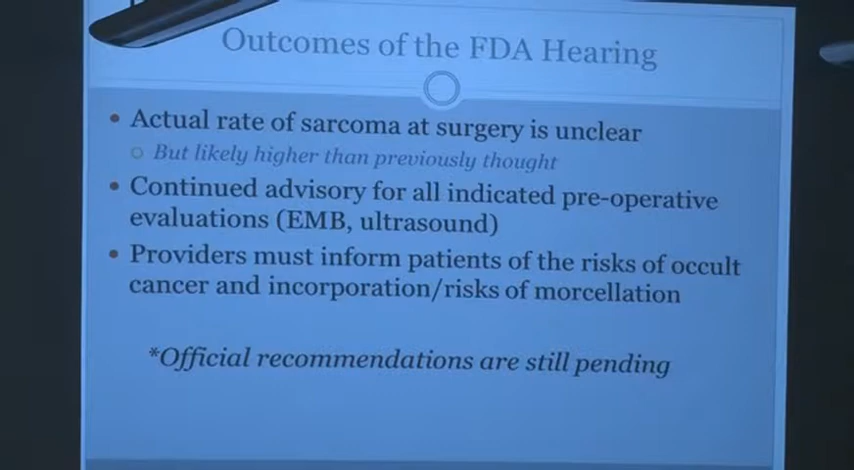 Outcomes of the FDA Hearing
• Actual rate of sarcoma at surgery is unclear
○ But likely higher than previously thought
• Continued advisory for all indicated pre-operative
evaluations (EMB, ultrasound)
• Providers must inform patients of the risks of occult
cancer and incorporation/risks of morcellation
*Official recommendations are still pending